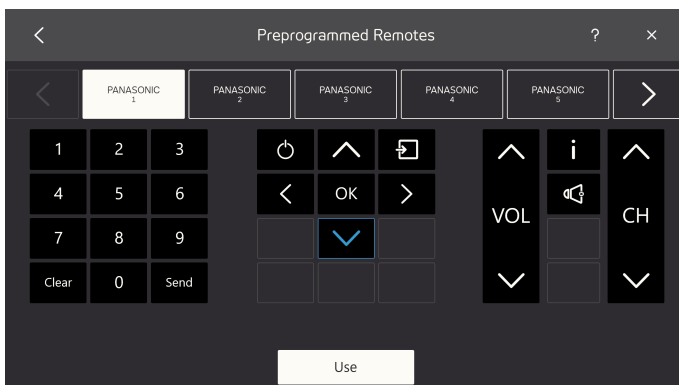 Preprogrammed Remotes ?
PANASONIC
1
PANASONIC
2
PANASONIC
3
PANASONIC
4
PANASONIC
5
1 2 3
4 5 6
7 8 9
Clear 0 Send
OK
VOL
i
CH
Use